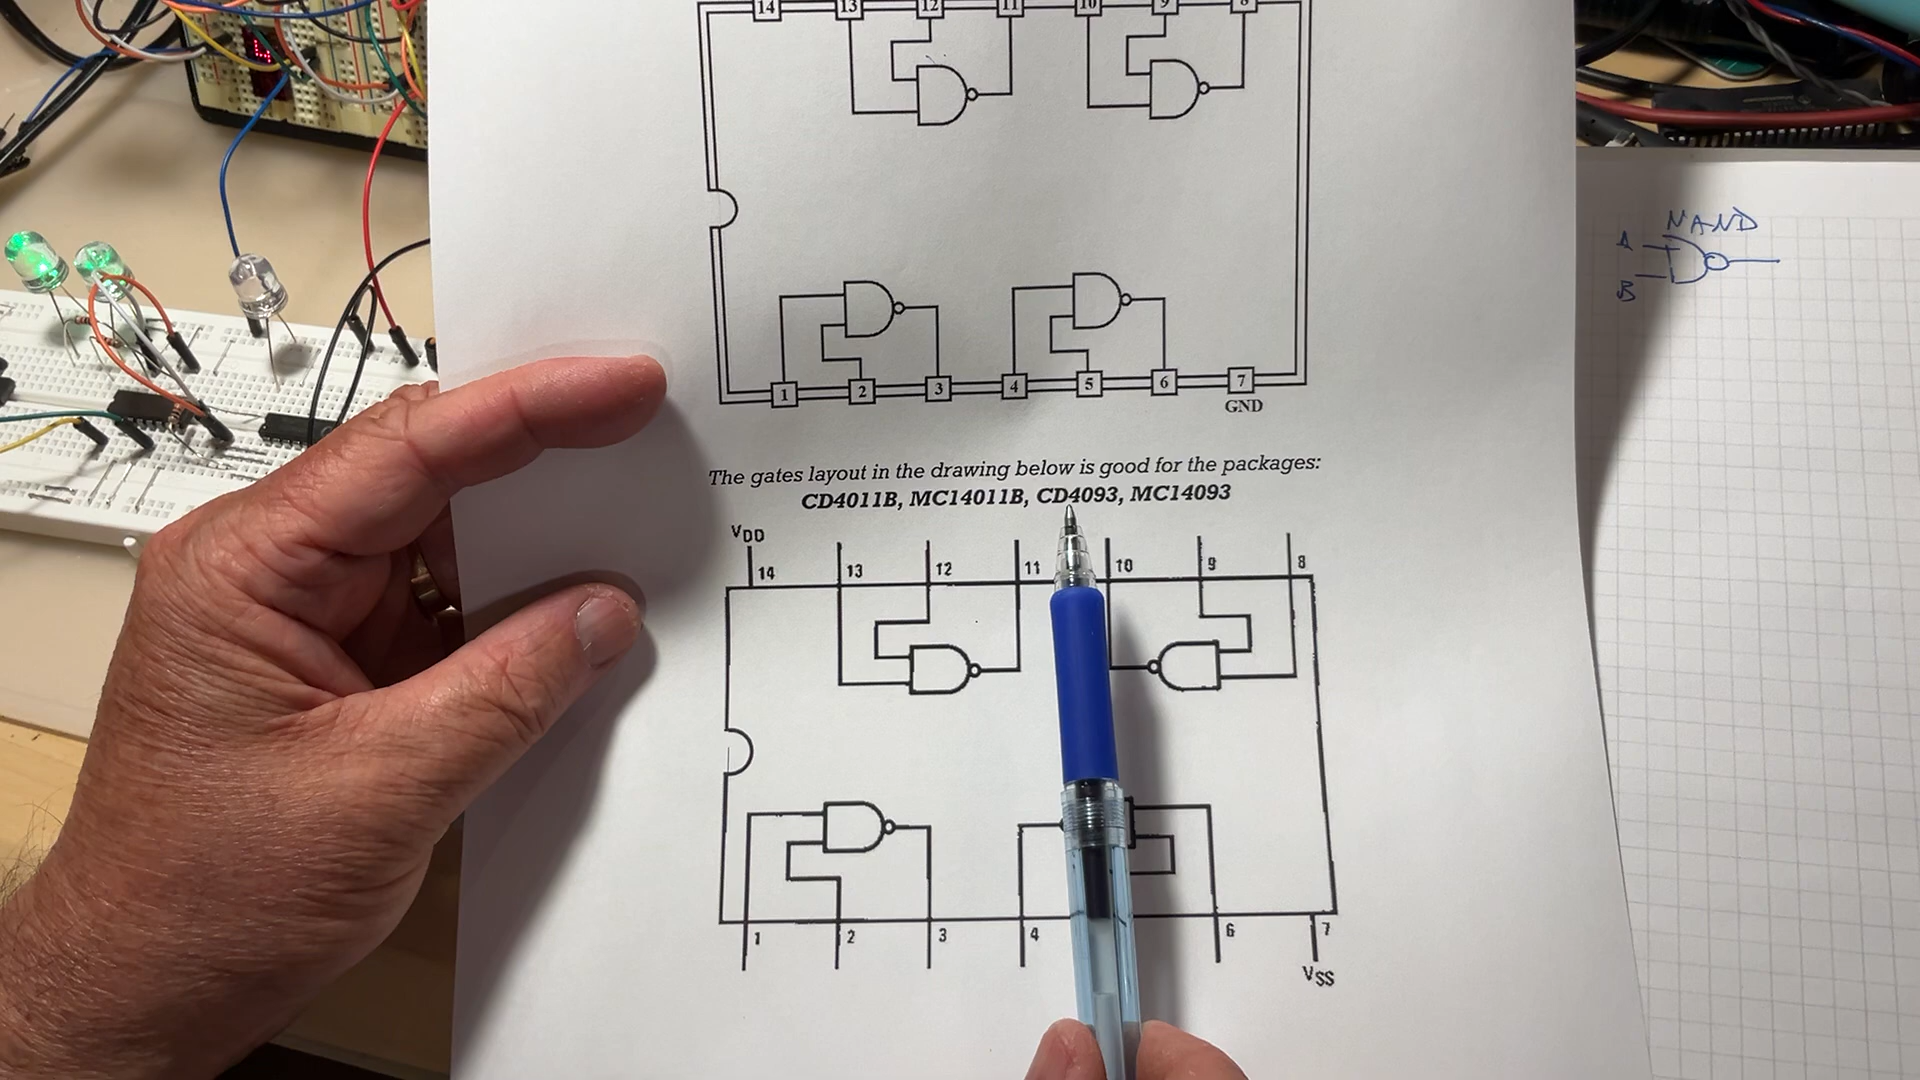 14 13 12 11 10 9 8
1 2 3 4 5 6 7
GND
The gates layout in the drawing below is good for the packages:
CD4011B, MC14011B, CD4093, MC14093
VDD
14 13 12 11 10 9 8
1 2 3 4 6 7
VSS
NAND
A
B